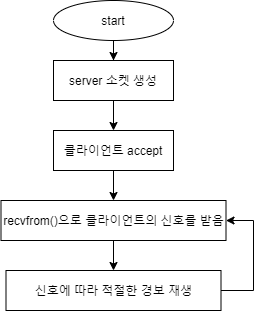 start
server 소켓 생성
클라이언트 accept
recvfrom()으로 클라이언트의 신호를 받음
신호에 따라 적절한 경보 재생